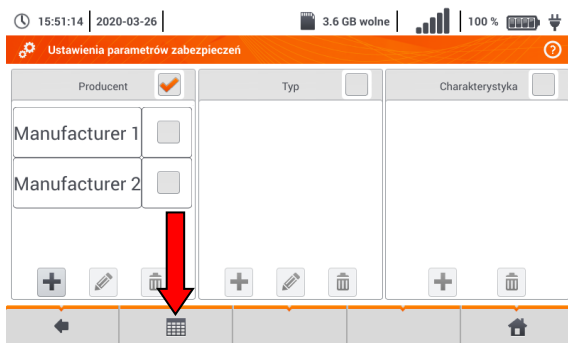 15:51:14 2020-03-26 3.6 GB wolne 100 %
Ustawienia parametrów zabezpieczeń ?
Producent Typ Charakterystyka
Manufacturer 1
Manufacturer 2